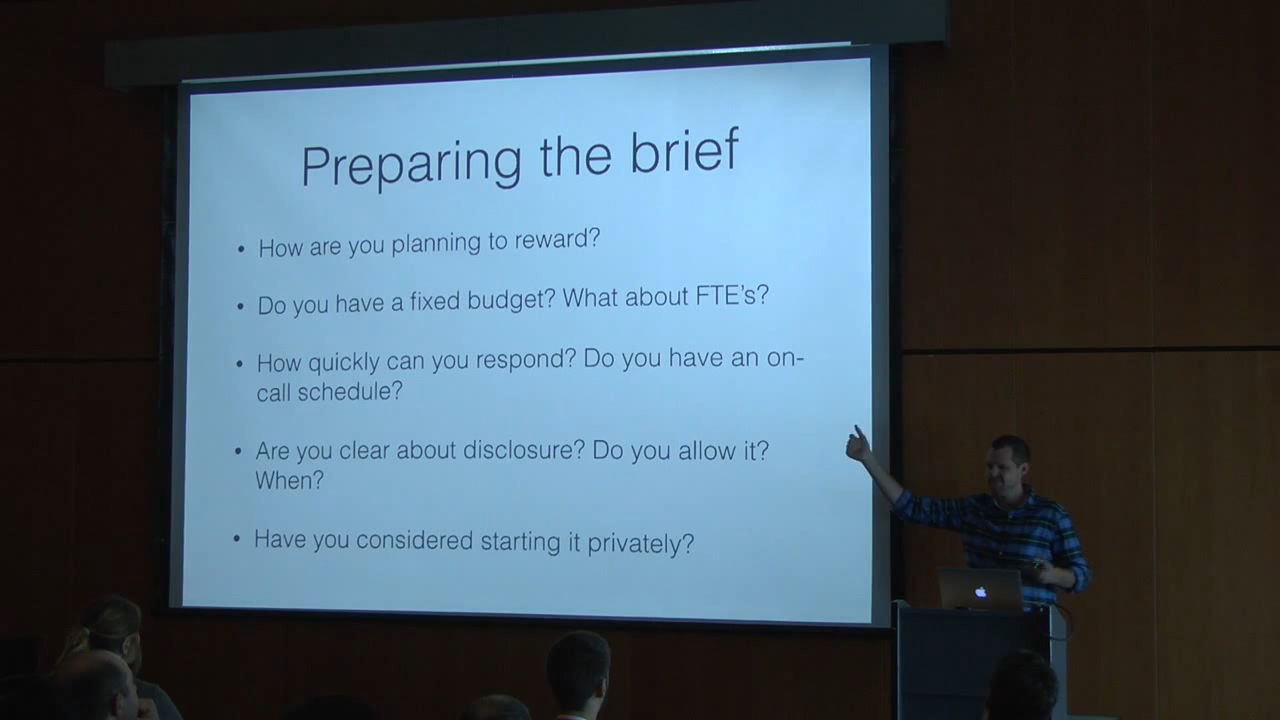 Preparing the brief
• How are you planning to reward?
• Do you have a fixed budget? What about FTE's?
• How quickly can you respond? Do you have an on-
call schedule?
• Are you clear about disclosure? Do you allow it?
When?
• Have you considered starting it privately?